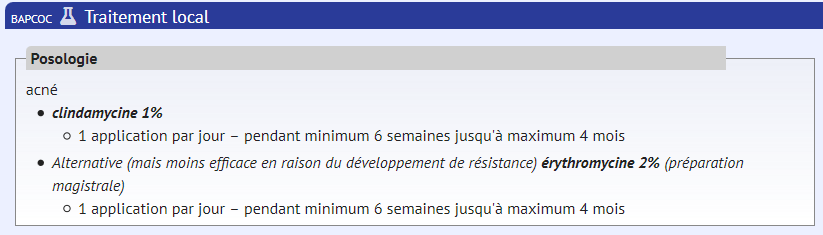 BAPCOC Traitement local
Posologie
acné
• clindamycine 1%
○ 1 application par jour – pendant minimum 6 semaines jusqu'à maximum 4 mois
• Alternative (mais moins efficace en raison du développement de résistance) érythromycine 2% (préparation
magistrale)
○ 1 application par jour – pendant minimum 6 semaines jusqu'à maximum 4 mois